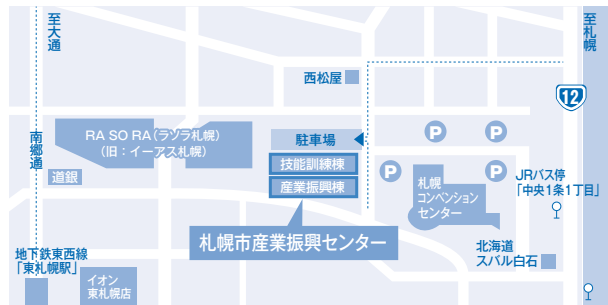 至大通
至札幌
西松屋
12
RA SO RA(ラソラ札幌)
(旧:イーアス札幌)
駐車場
P
P
南郷通
技能訓練棟
道銀
産業振興棟
P
P
札幌
コンベンション
センター
JRバス停
「中央1条1丁目」
札幌市産業振興センター
地下鉄東西線
「東札幌駅」
イオン
東札幌店
北海道
スバル白石